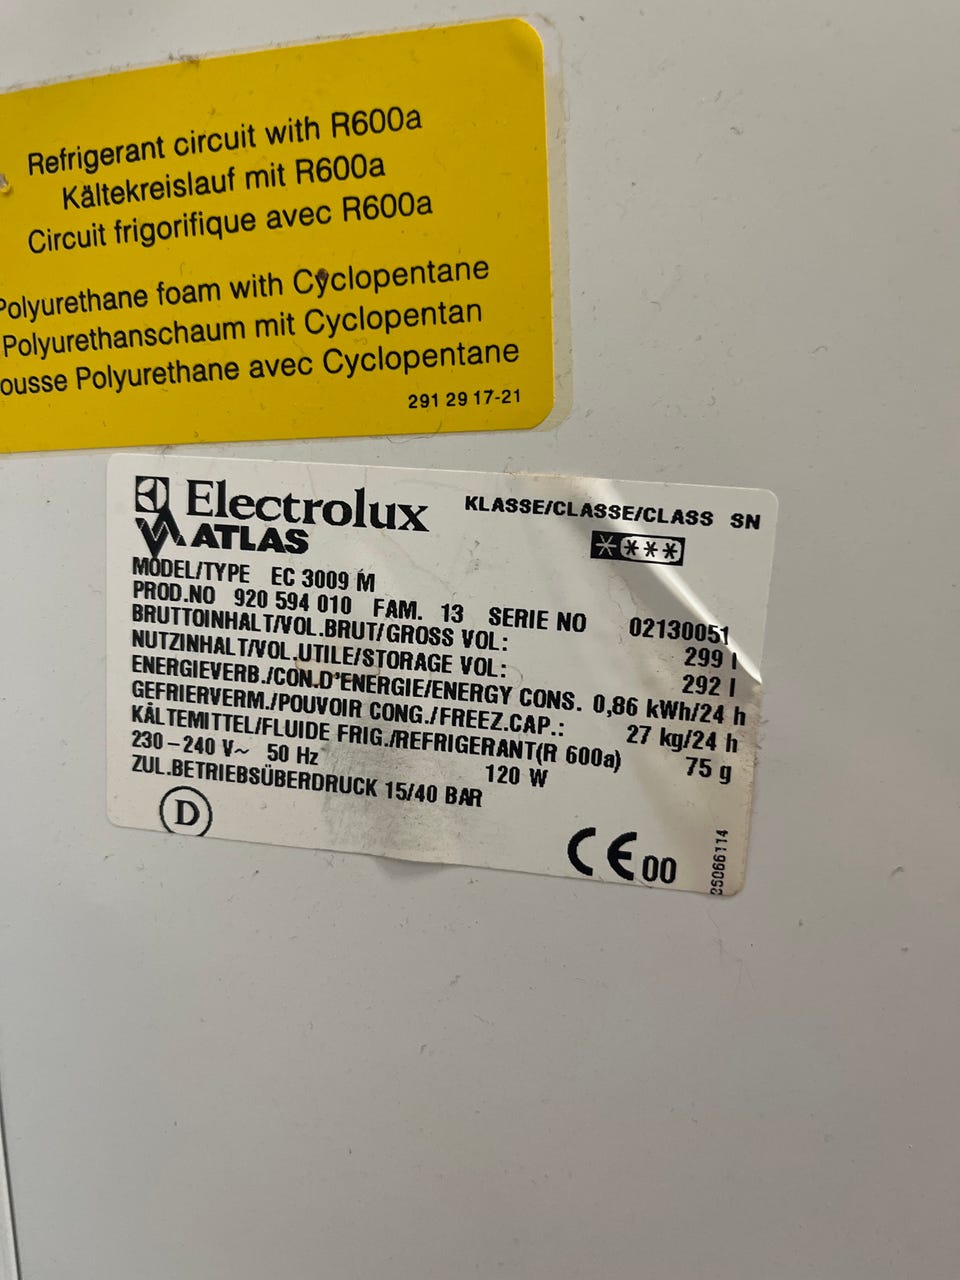 Refrigerant circuit with R600a
Kältekreislauf mit R600a
Circuit frigorifique avec R600a
Polyurethane foam with Cyclopentane
Polyurethanschaum mit Cyclopentan
ousse Polyurethane avec Cyclopentane
291 29 17-21
Electrolux
ATLAS
KLASSE/CLASSE/CLASS SN
****
MODEL/TYPE EC 3009 M
PROD.NO 920 594 010 FAM. 13 SERIE NO 02130051
BRUTTOINHALT/VOL.BRUT/GROSS VOL: 299 l
NUTZINHALT/VOL.UTILE/STORAGE VOL: 292 l
ENERGIEVERB./CON.D'ENERGIE/ENERGY CONS. 0,86 kWh/24 h
GEFRIERVERM./POUVOIR CONG./FREEZ.CAP.: 27 kg/24 h
KÄLTEMITTEL/FLUIDE FRIG./REFRIGERANT(R 600a) 75 g
230-240 V~ 50 Hz 120 W
ZUL.BETRIEBSÜBERDRUCK 15/40 BAR
D
CE 00
26066114